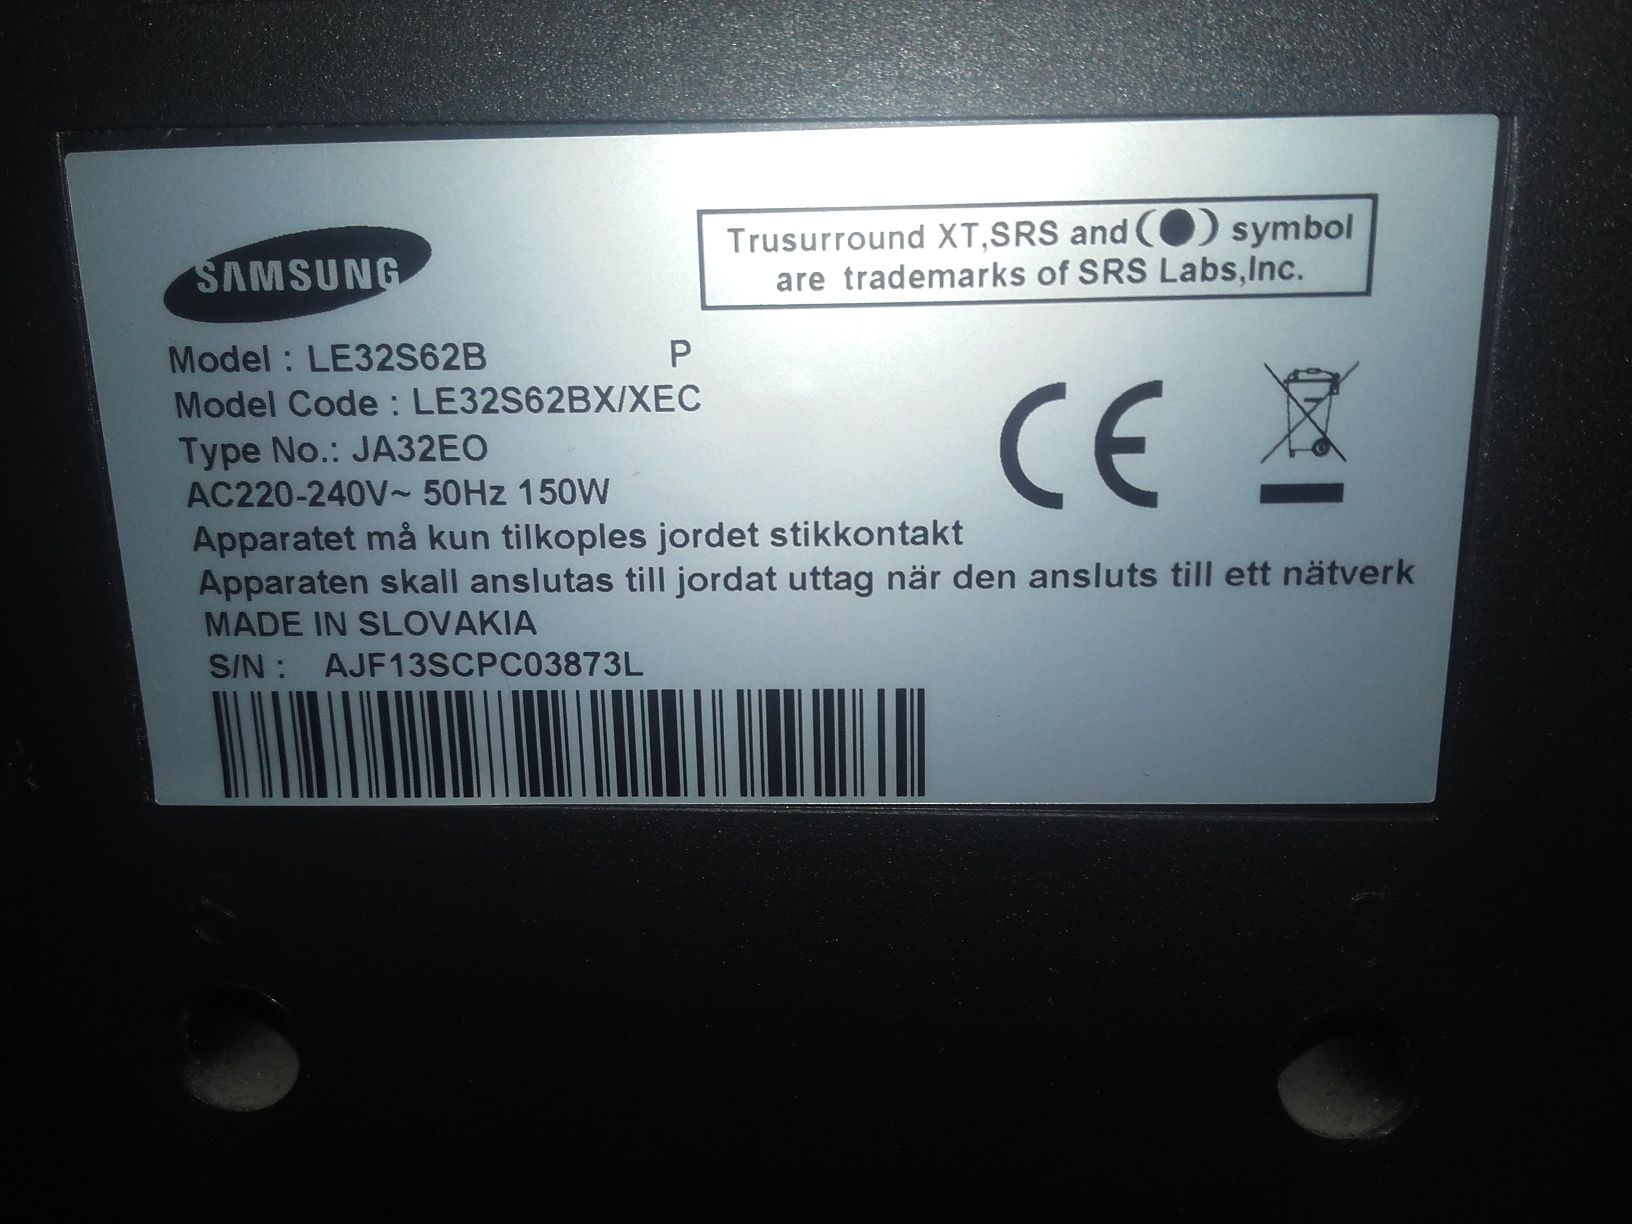 SAMSUNG
Trusurround XT,SRS and (●) symbol
are trademarks of SRS Labs,Inc.
Model : LE32S62B P
Model Code : LE32S62BX/XEC
Type No.: JA32EO
AC220-240V~ 50Hz 150W
Apparatet må kun tilkoples jordet stikkontakt
Apparaten skall anslutas till jordat uttag när den ansluts till ett nätverk
MADE IN SLOVAKIA
S/N : AJF13SCPC03873L
CE